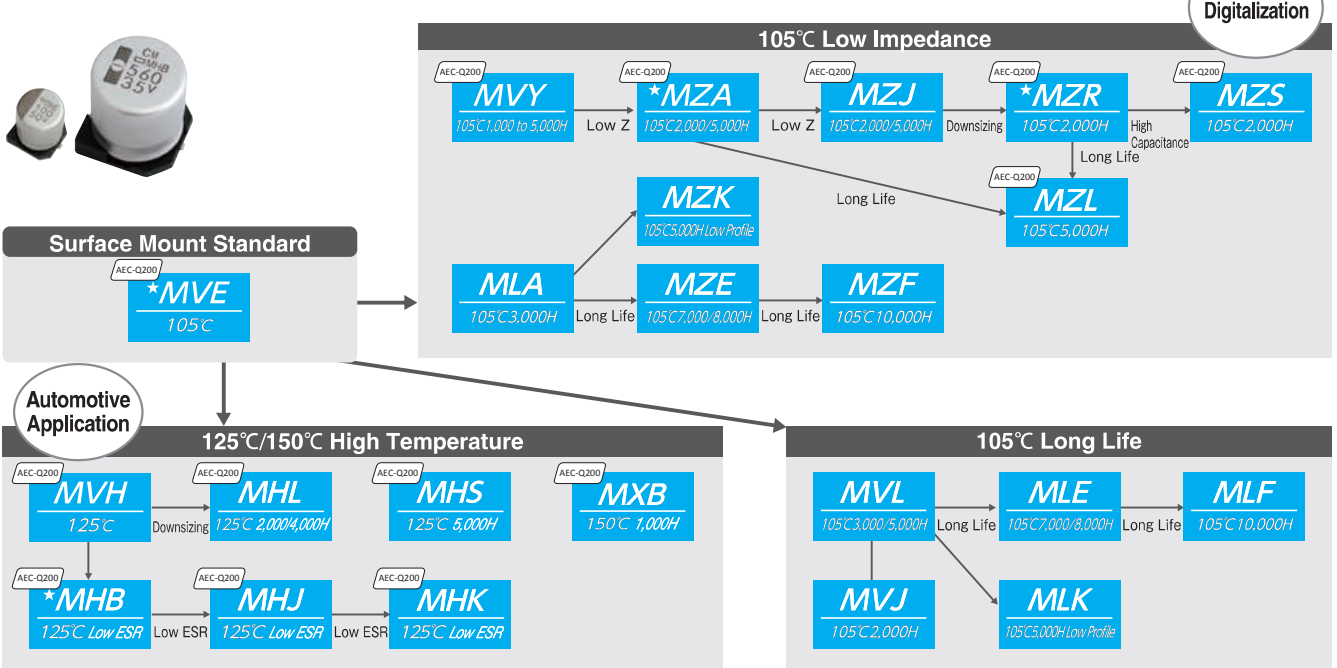 Digitalization
CM
MHB
560
35V
105℃ Low Impedance
AEC-Q200
MVY
105℃1,000 to 5,000H
Low Z
AEC-Q200
★MZA
105℃2,000/5,000H
Low Z
AEC-Q200
MZJ
105℃2,000/5,000H
Downsizing
AEC-Q200
★MZR
105℃2,000H
High
Capacitance
AEC-Q200
MZS
105℃2,000H
Long Life
Long Life
AEC-Q200
MZL
105℃5,000H
MZK
105℃5,000H Low Profile
MLA
105℃3,000H
Long Life
MZE
105℃7,000/8,000H
Long Life
MZF
105℃10,000H
Surface Mount Standard
AEC-Q200
★MVE
105℃
Automotive
Application
125℃/150℃ High Temperature
AEC-Q200
MVH
125℃
Downsizing
AEC-Q200
MHL
125℃ 2,000/4,000H
AEC-Q200
MHS
125℃ 5,000H
AEC-Q200
MXB
150℃ 1,000H
AEC-Q200
★MHB
125℃ Low ESR
Low ESR
AEC-Q200
MHJ
125℃ Low ESR
Low ESR
AEC-Q200
MHK
125℃ Low ESR
105℃ Long Life
MVL
105℃3,000/5,000H
Long Life
MLE
105℃7,000/8,000H
Long Life
MLF
105℃10,000H
MVJ
105℃2,000H
MLK
105℃5,000H Low Profile